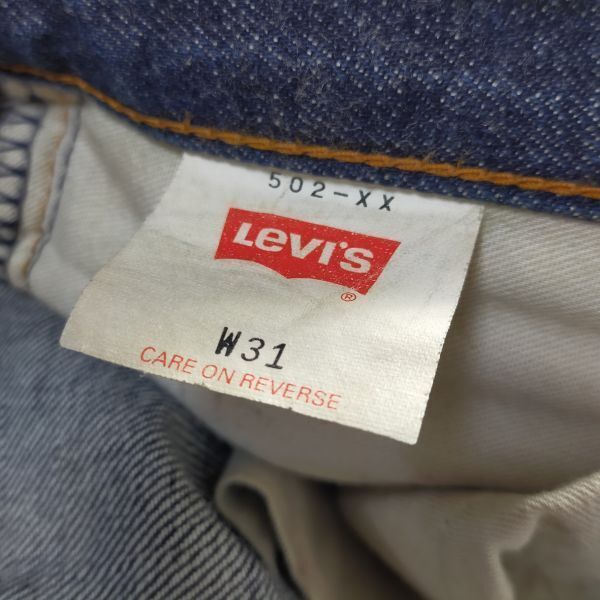 502-XX
Levi's
®
W31
CARE ON REVERSE